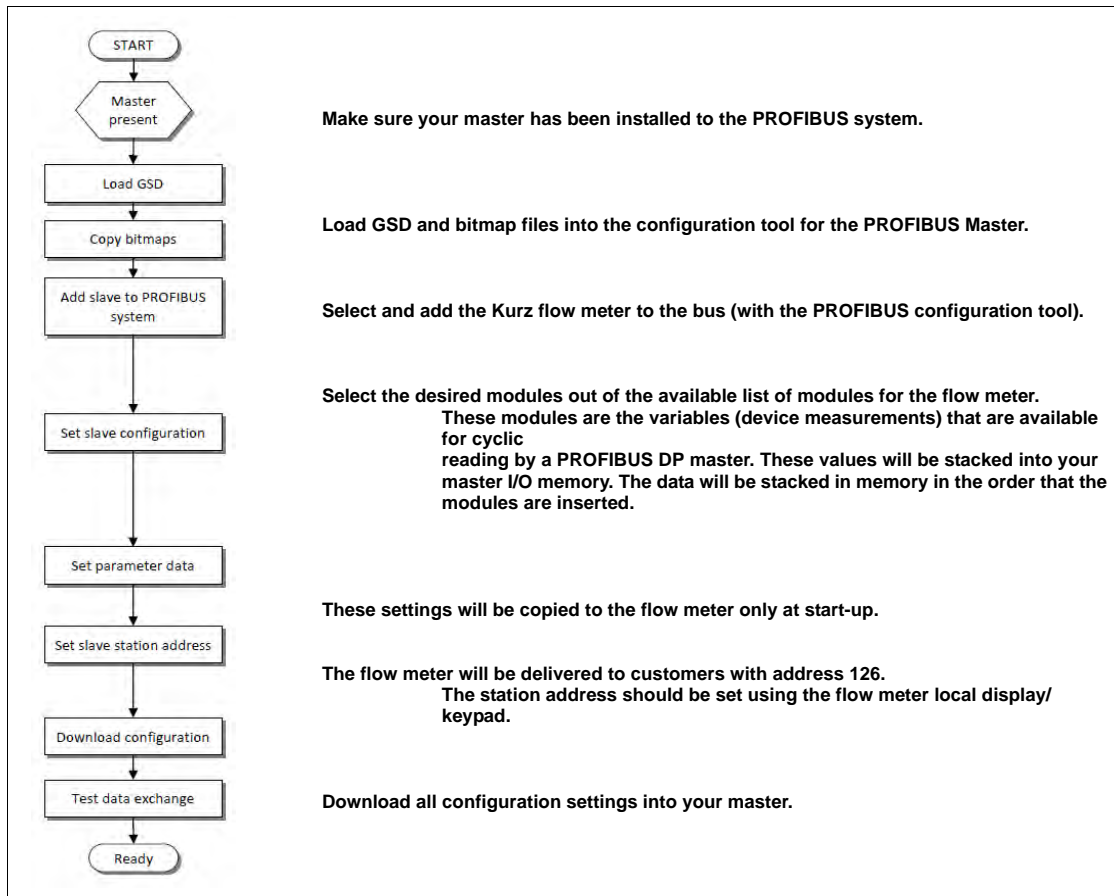 START
Master
present
Make sure your master has been installed to the PROFIBUS system.
Load GSD
Load GSD and bitmap files into the configuration tool for the PROFIBUS Master.
Copy bitmaps
Add slave to PROFIBUS
system
Select and add the Kurz flow meter to the bus (with the PROFIBUS configuration tool).
Select the desired modules out of the available list of modules for the flow meter.
These modules are the variables (device measurements) that are available
for cyclic
reading by a PROFIBUS DP master. These values will be stacked into your
master I/O memory. The data will be stacked in memory in the order that the
modules are inserted.
Set slave configuration
Set parameter data
These settings will be copied to the flow meter only at start-up.
Set slave station address
The flow meter will be delivered to customers with address 126.
The station address should be set using the flow meter local display/
keypad.
Download configuration
Test data exchange
Download all configuration settings into your master.
Ready